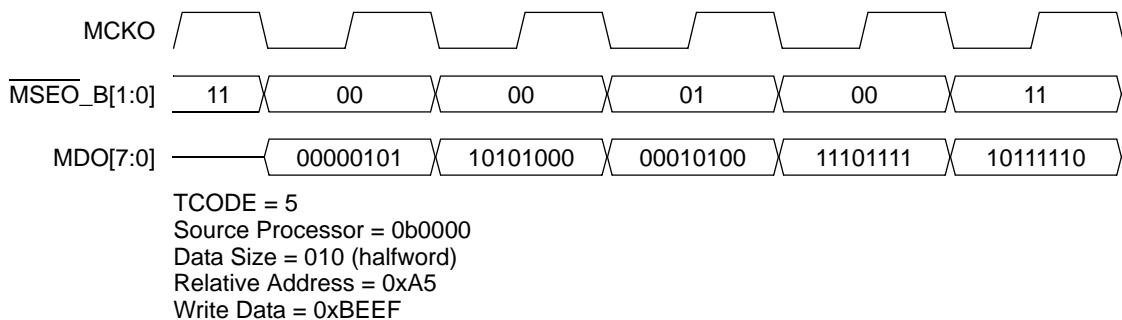 MCKO
MSEO_B[1:0] 11 00 00 01 00 11
MDO[7:0] 00000101 10101000 00010100 11101111 10111110
TCODE = 5
Source Processor = 0b0000
Data Size = 010 (halfword)
Relative Address = 0xA5
Write Data = 0xBEEF